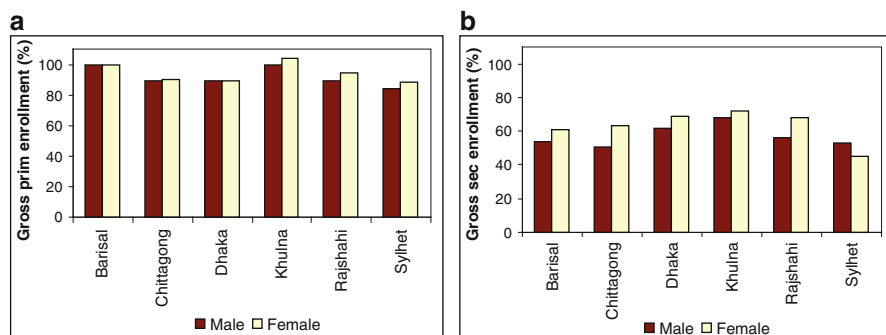 a
Gross prim enrollment (%)
100
80
60
40
20
0
Barisal
Chittagong
Dhaka
Khulna
Rajshahi
Sylhet
Male Female
b
Gross sec enrollment (%)
100
80
60
40
20
0
Barisal
Chittagong
Dhaka
Khulna
Rajshahi
Sylhet
Male Female